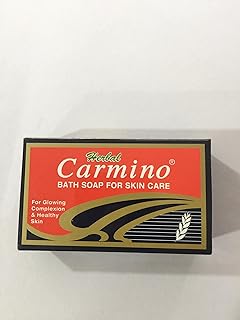 Herbal
Carmino®
BATH SOAP FOR SKIN CARE
For Glowing
Complexion
& Healthy
Skin